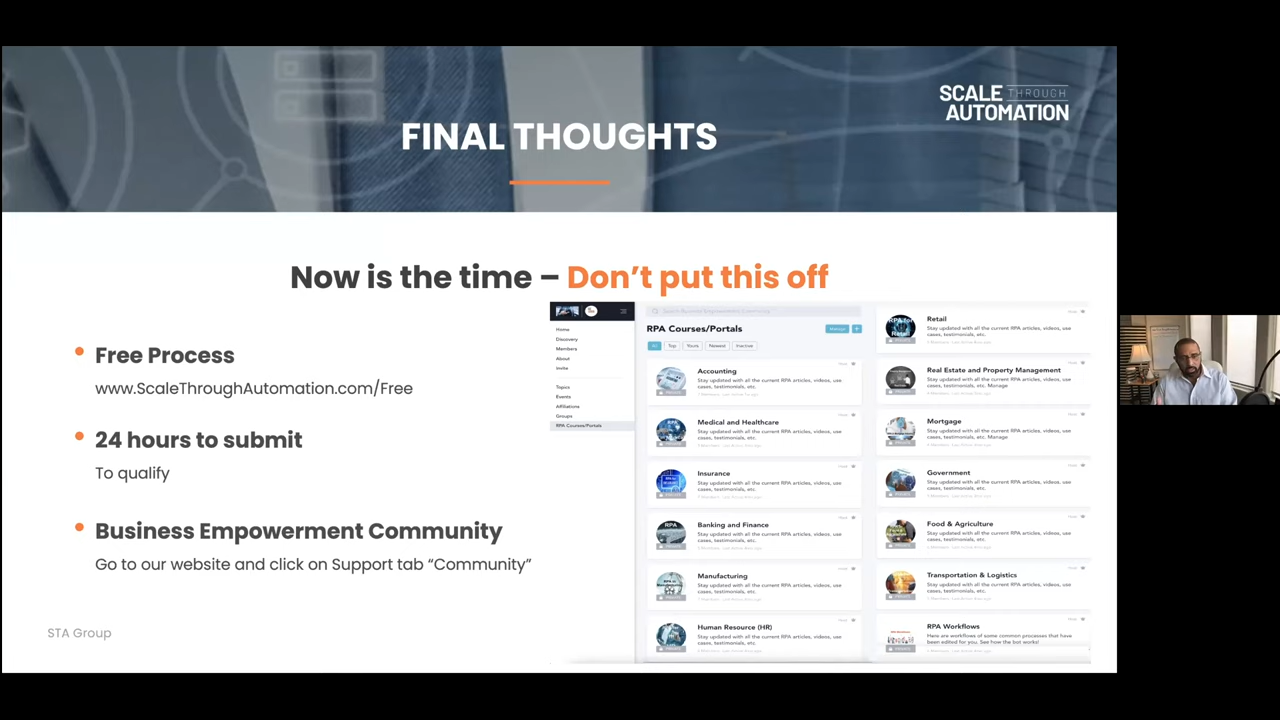 SCALE THROUGH
AUTOMATION
FINAL THOUGHTS
Now is the time – Don’t put this off
Free Process
www.ScaleThroughAutomation.com/Free
24 hours to submit
To qualify
Business Empowerment Community
Go to our website and click on Support tab “Community”
STA Group
Home
Discovery
Members
About
Invite
Topics
Events
Affiliations
Groups
RPA Courses/Portals
RPA Courses/Portals
All
Top
Yours
Newest
Inactive
Accounting
Stay updated with all the current RPA articles, videos, use
cases, testimonials, etc.
Medical and Healthcare
Stay updated with all the current RPA articles, videos, use
cases, testimonials, etc.
Insurance
Stay updated with all the current RPA articles, videos, use
cases, testimonials, etc.
Banking and Finance
Stay updated with all the current RPA articles, videos, use
cases, testimonials, etc.
Manufacturing
Stay updated with all the current RPA articles, videos, use
cases, testimonials, etc.
Human Resource (HR)
Stay updated with all the current RPA articles, videos, use
cases, testimonials, etc.
Retail
Stay updated with all the current RPA articles, videos, use
cases, testimonials, etc.
Real Estate and Property Management
Stay updated with all the current RPA articles, videos, use
cases, testimonials, etc. Manage
Mortgage
Stay updated with all the current RPA articles, videos, use
cases, testimonials, etc. Manage
Government
Stay updated with all the current RPA articles, videos, use
cases, testimonials, etc.
Food & Agriculture
Stay updated with all the current RPA articles, videos, use
cases, testimonials, etc.
Transportation & Logistics
Stay updated with all the current RPA articles, videos, use
cases, testimonials, etc.
RPA Workflows
Here are workflows of some common processes that have
been edited for you. See how the bot works!